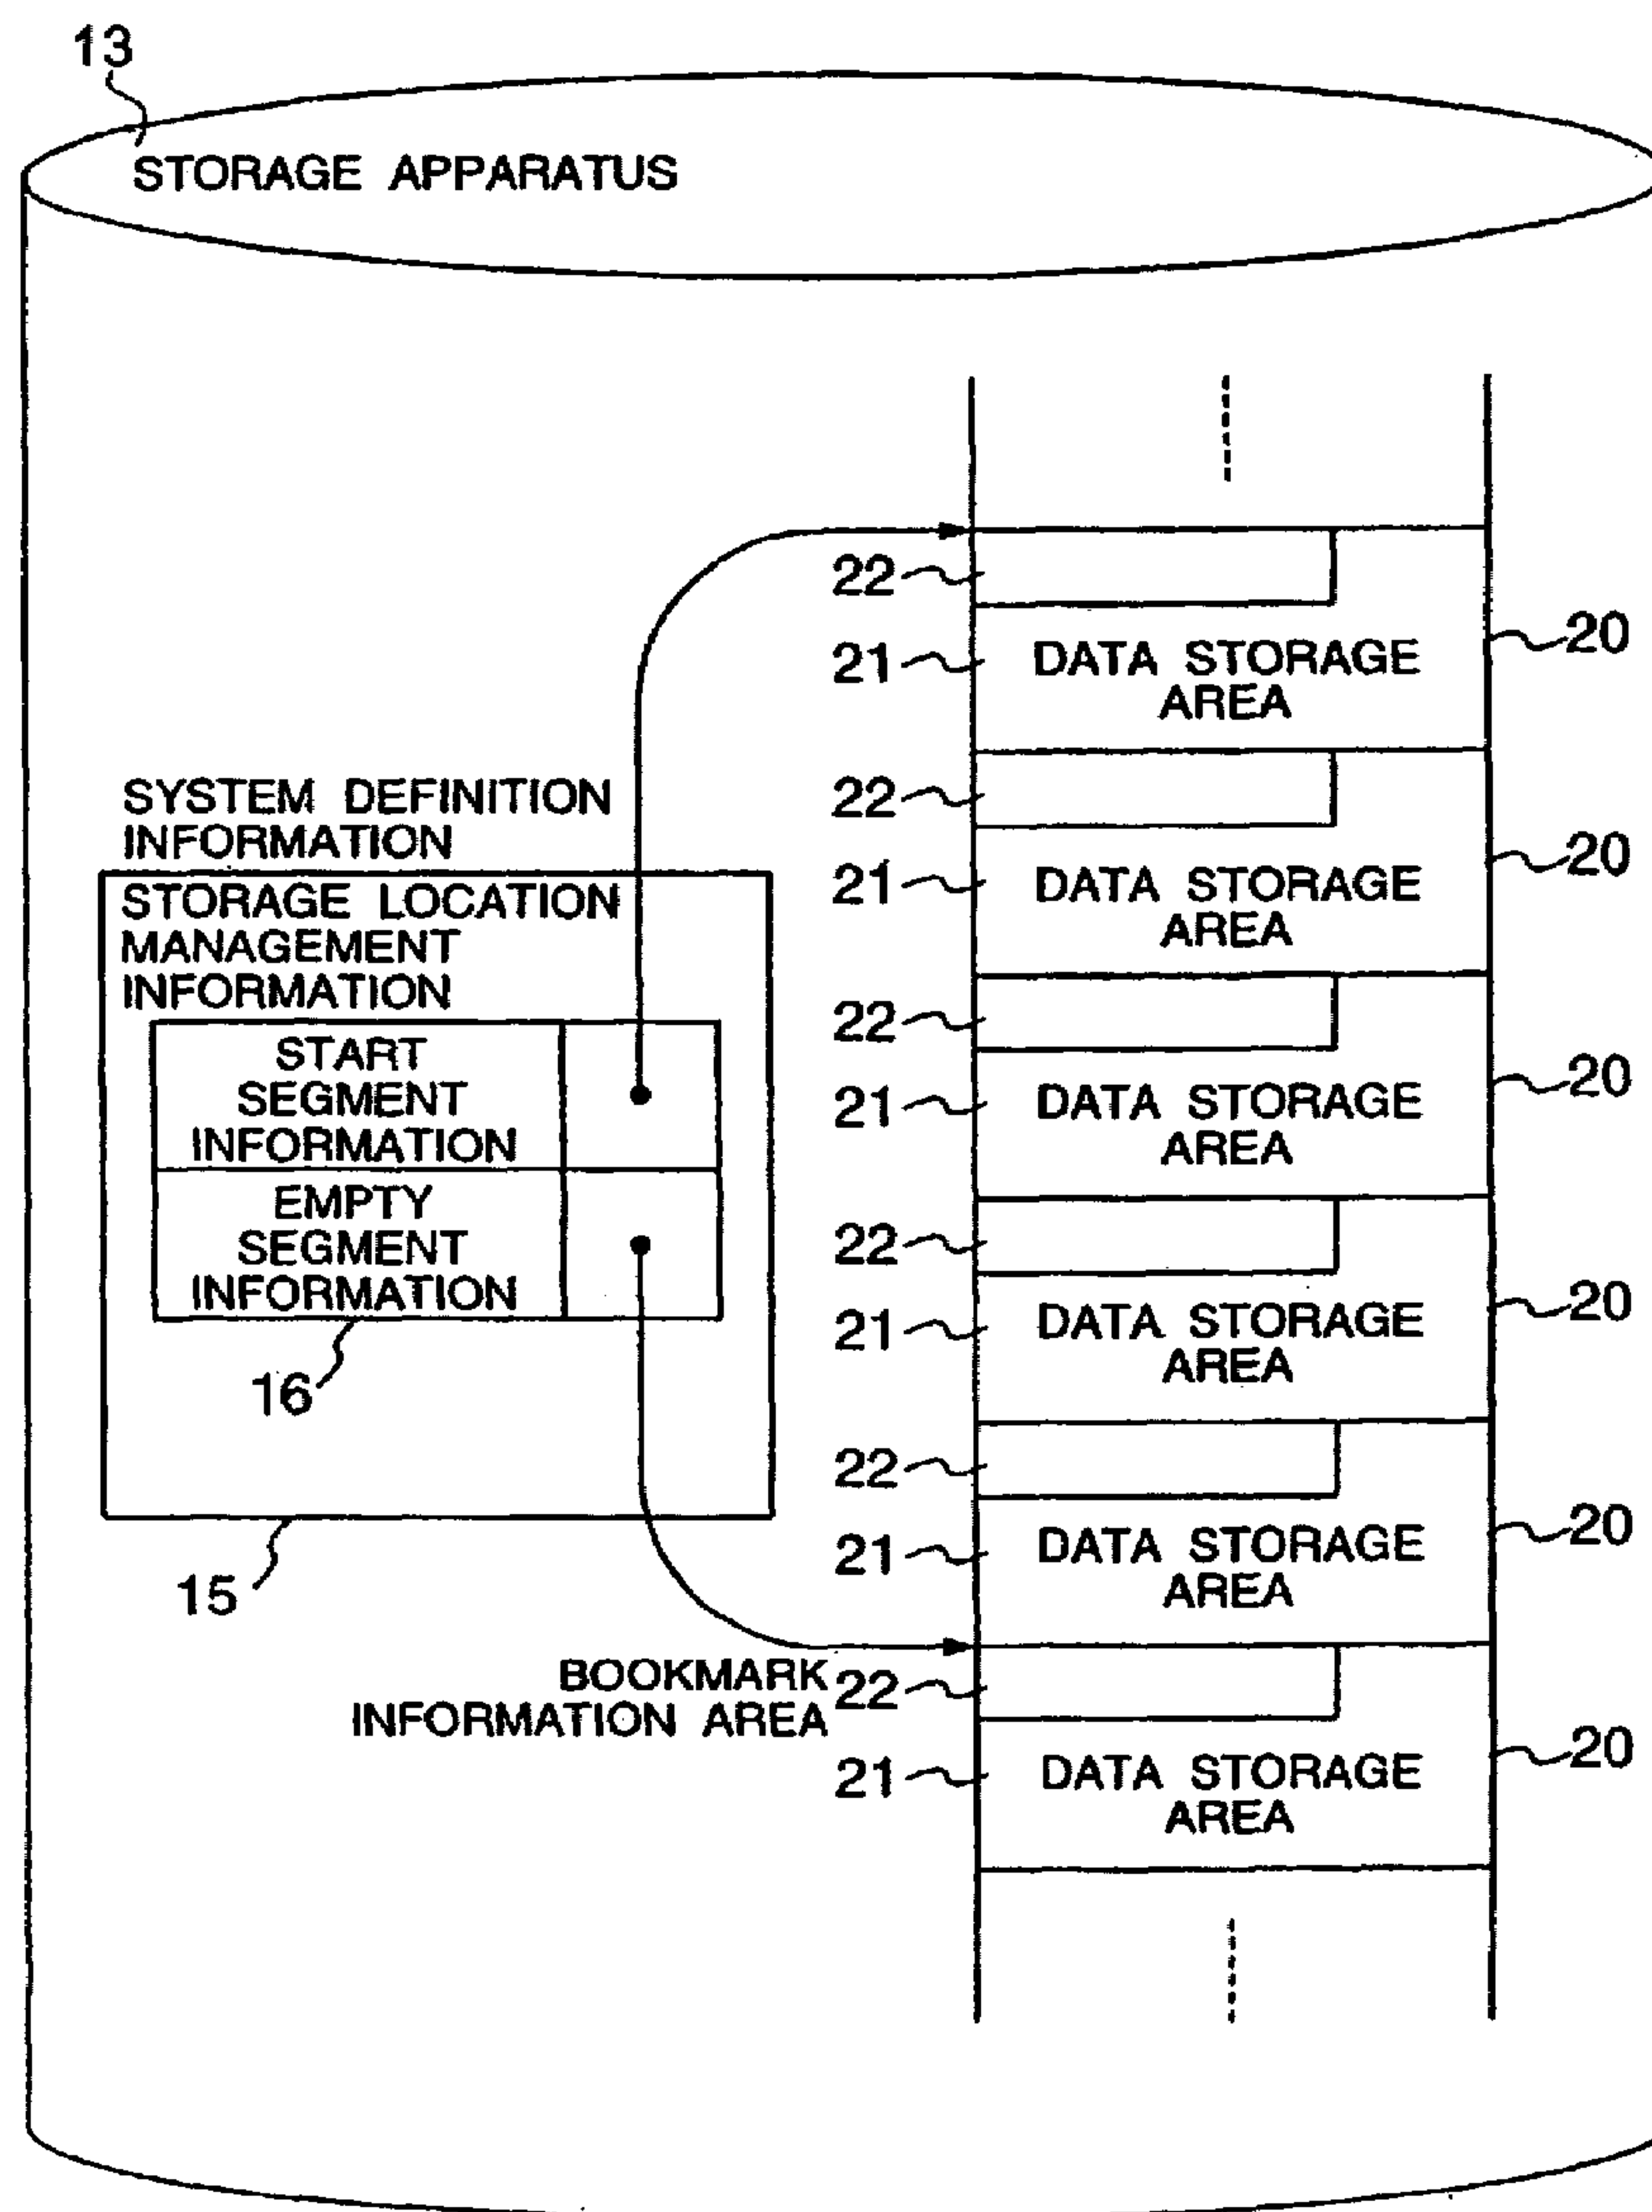 13
STORAGE APPARATUS
22
20
21
DATA STORAGE
AREA
SYSTEM DEFINITION
INFORMATION
22
20
21
DATA STORAGE
AREA
STORAGE LOCATION
MANAGEMENT
INFORMATION
22
20
21
DATA STORAGE
AREA
START
SEGMENT
INFORMATION
EMPTY
SEGMENT
INFORMATION
16
22
20
21
DATA STORAGE
AREA
22
20
21
DATA STORAGE
AREA
15
BOOKMARK
INFORMATION AREA
22
20
21
DATA STORAGE
AREA